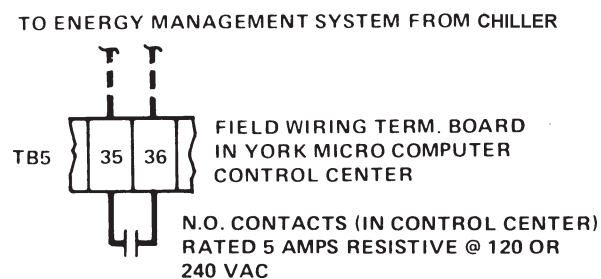 TO ENERGY MANAGEMENT SYSTEM FROM CHILLER
FIELD WIRING TERM. BOARD
IN YORK MICRO COMPUTER
CONTROL CENTER
TB5
35
36
N.O. CONTACTS (IN CONTROL CENTER)
RATED 5 AMPS RESISTIVE @ 120 OR
240 VAC